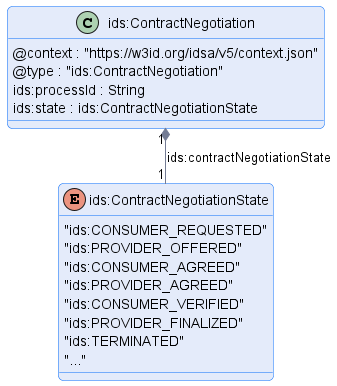 C ids:ContractNegotiation
@context : "https://w3id.org/idsa/v5/context.json"
@type : "ids:ContractNegotiation"
ids:processId : String
ids:state : ids:ContractNegotiationState
1
ids:contractNegotiationState
1
E ids:ContractNegotiationState
"ids:CONSUMER_REQUESTED"
"ids:PROVIDER_OFFERED"
"ids:CONSUMER_AGREED"
"ids:PROVIDER_AGREED"
"ids:CONSUMER_VERIFIED"
"ids:PROVIDER_FINALIZED"
"ids:TERMINATED"
"..."